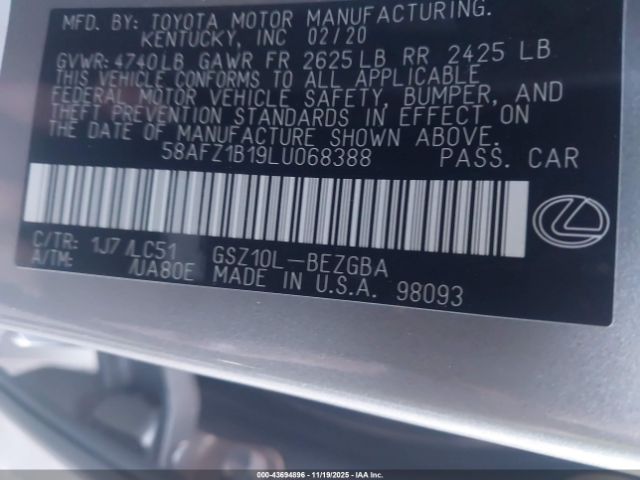 MFD. BY: TOYOTA MOTOR MANUFACTURING.
KENTUCKY, INC 02/20
GVWR: 4740LB GAWR FR 2625LB RR 2425 LB
THIS VEHICLE CONFORMS TO ALL APPLICABLE
FEDERAL MOTOR VEHICLE SAFETY, BUMPER, AND
THEFT PREVENTION STANDARDS IN EFFECT ON
THE DATE OF MANUFACTURE SHOWN ABOVE.
58AFZ1B19LU068388 PASS. CAR
C/TR: 1J7 /LC51 GSZ10L-BEZGBA
A/TM: /UA80E MADE IN U.S.A. 98093
© 43694896 - 11/19/2025 - IAA, Inc.